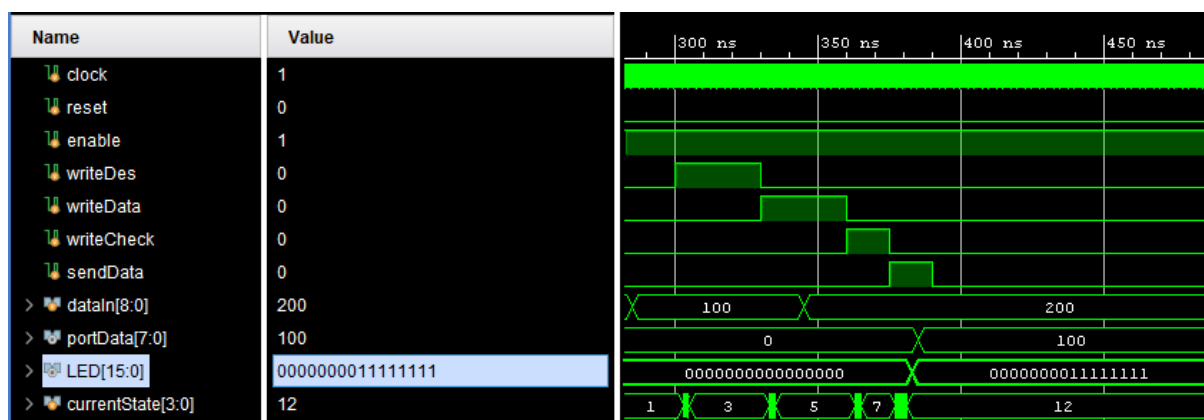 Name Value
300 ns 350 ns 400 ns 450 ns
clock 1
reset 0
enable 1
writeDes 0
writeData 0
writeCheck 0
sendData 0
> dataIn[8:0] 200 100 200
> portData[7:0] 100 0 100
> LED[15:0] 0000000011111111 0000000000000000 0000000011111111
> currentState[3:0] 12 1 3 5 7 12